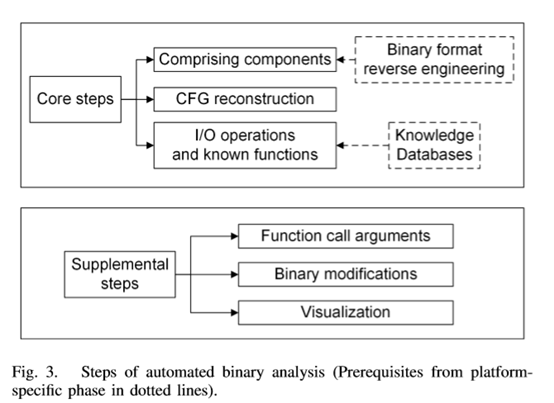 Core steps
Comprising components
Binary format
reverse engineering
CFG reconstruction
I/O operations
and known functions
Knowledge
Databases
Supplemental
steps
Function call arguments
Binary modifications
Visualization
Fig. 3. Steps of automated binary analysis (Prerequisites from platform-
specific phase in dotted lines).